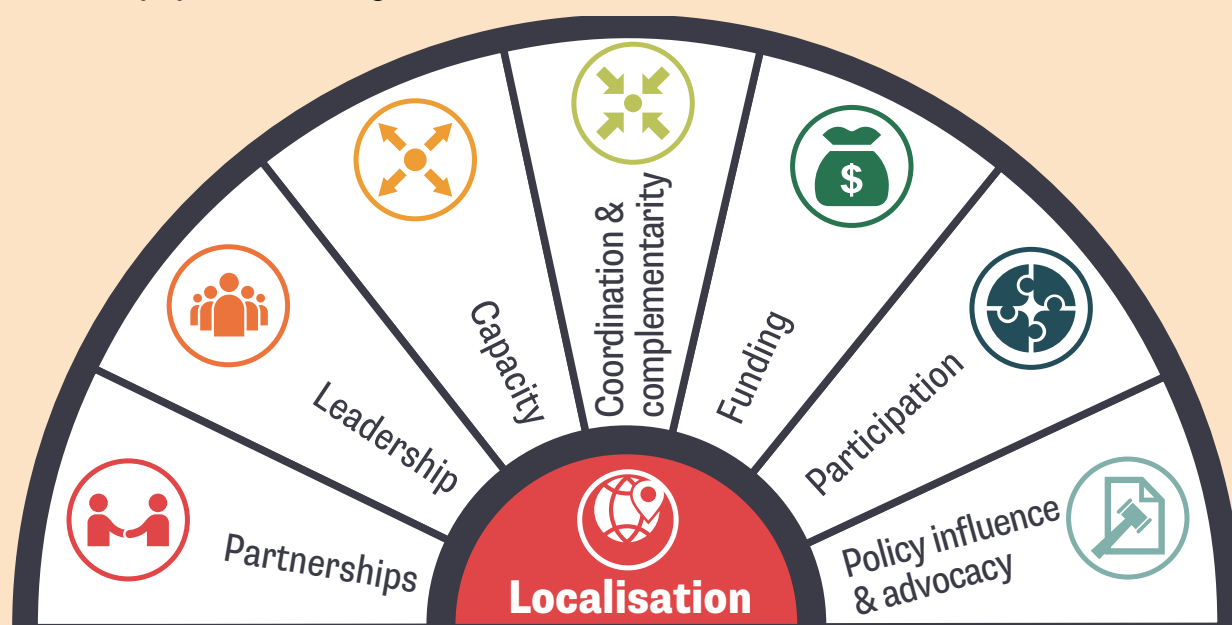 Partnerships
Leadership
Capacity
Coordination &
complementarity
Funding
$
Participation
Policy influence
& advocacy
Localisation